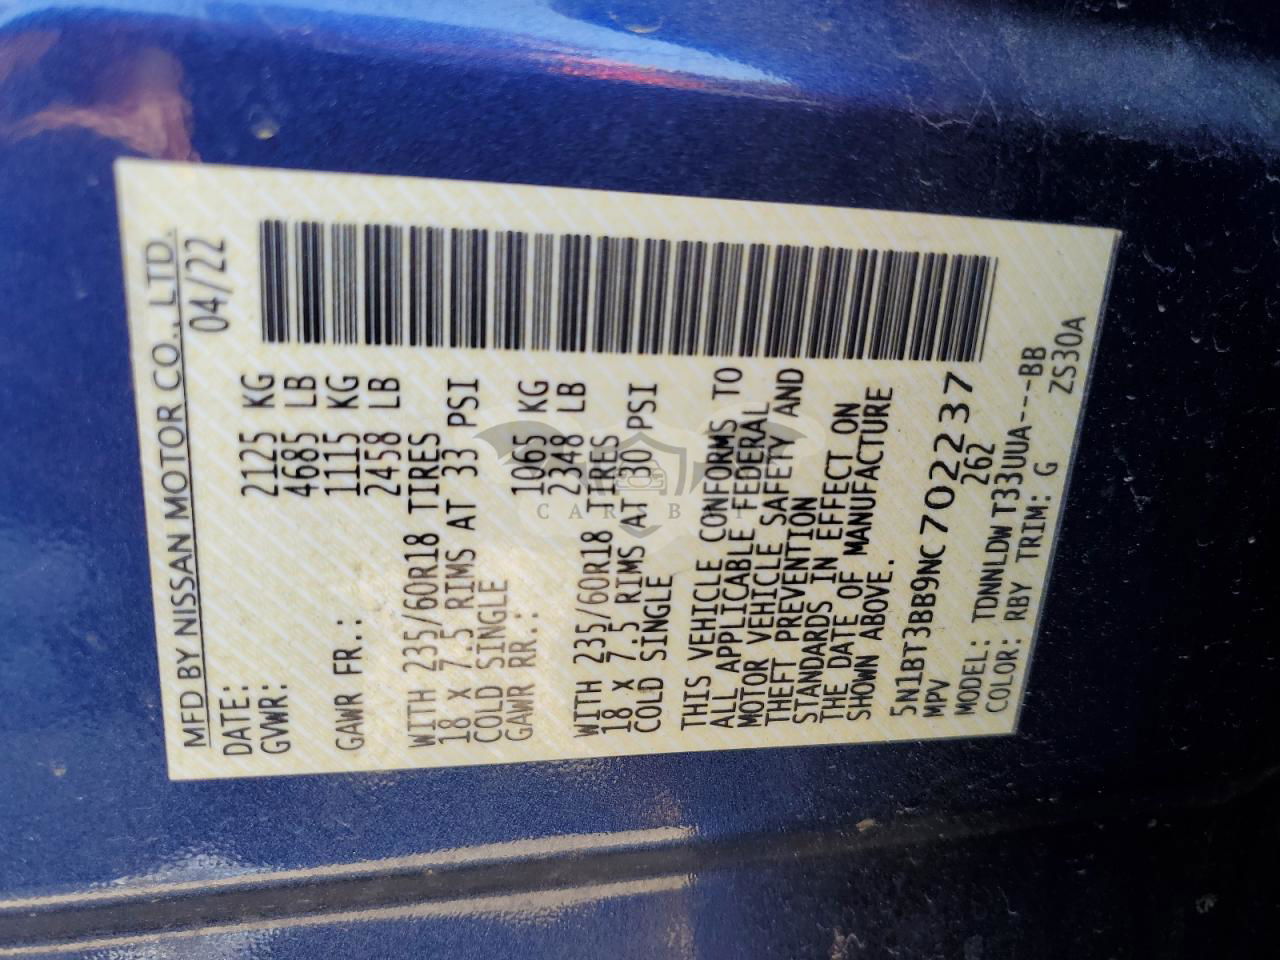 MFD BY NISSAN MOTOR CO., LTD.
DATE: 04/22
GVWR: 2125 KG
4685 LB
GAWR FR.: 1115 KG
2458 LB
WITH 235/60R18 TIRES
18 X 7.5 RIMS AT 33 PSI
COLD SINGLE
GAWR RR.: 1065 KG
2348 LB
WITH 235/60R18 TIRES
18 X 7.5 RIMS AT 30 PSI
COLD SINGLE
THIS VEHICLE CONFORMS TO
ALL APPLICABLE FEDERAL
MOTOR VEHICLE SAFETY AND
THEFT PREVENTION
STANDARDS IN EFFECT ON
THE DATE OF MANUFACTURE
SHOWN ABOVE.
5N1BT3BB9NC702237
MPV 262
MODEL: TDNNLDWT33UUA----BB
COLOR: RBY TRIM: G ZS30A